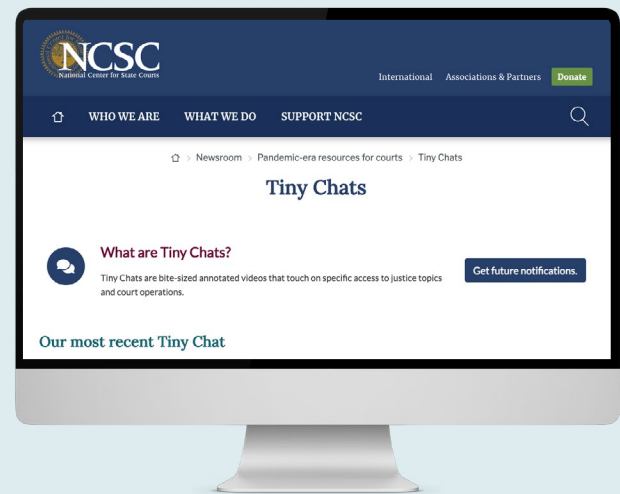 NCSC
National Center for State Courts
International Associations & Partners Donate
WHO WE ARE WHAT WE DO SUPPORT NCSC
> Newsroom > Pandemic-era resources for courts > Tiny Chats
Tiny Chats
What are Tiny Chats?
Tiny Chats are bite-sized annotated videos that touch on specific access to justice topics
and court operations.
Get future notifications.
Our most recent Tiny Chat